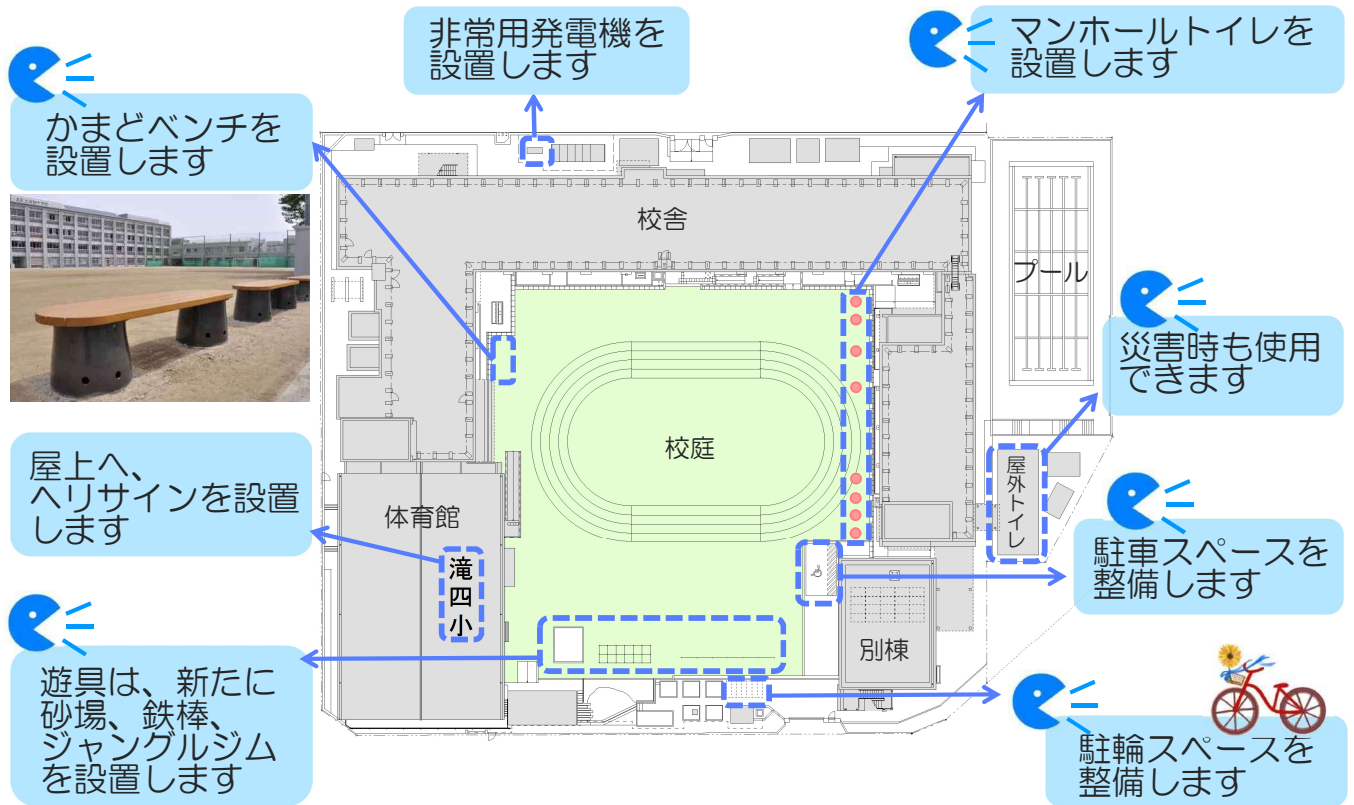 非常用発電機を
設置します
マンホールトイレを
設置します
かまどベンチを
設置します
校舎
プール
災害時も使用
できます
校庭
屋上へ、
ヘリサインを設置
します
体育館
滝四小
屋外トイレ
駐車スペースを
整備します
別棟
遊具は、新たに
砂場、鉄棒、
ジャングルジム
を設置します
駐輪スペースを
整備します